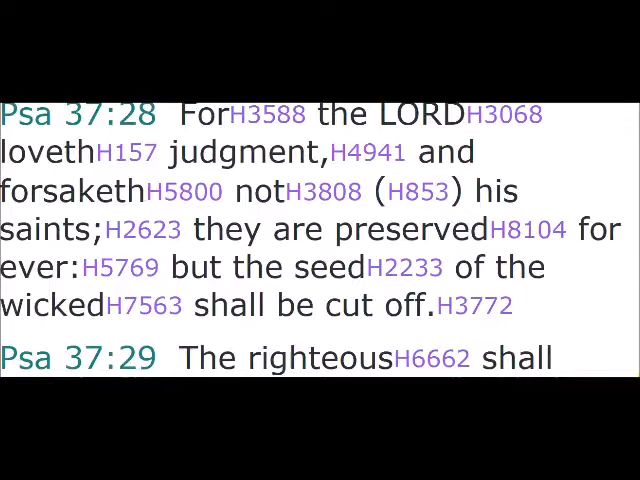 Psa 37:28 ForH3588 the LORDH3068
lovethH157 judgment,H4941 and
forsakethH5800 notH3808 (H853) his
saints;H2623 they are preservedH8104 for
ever:H5769 but the seedH2233 of the
wickedH7563 shall be cut off.H3772
Psa 37:29 The righteousH6662 shall